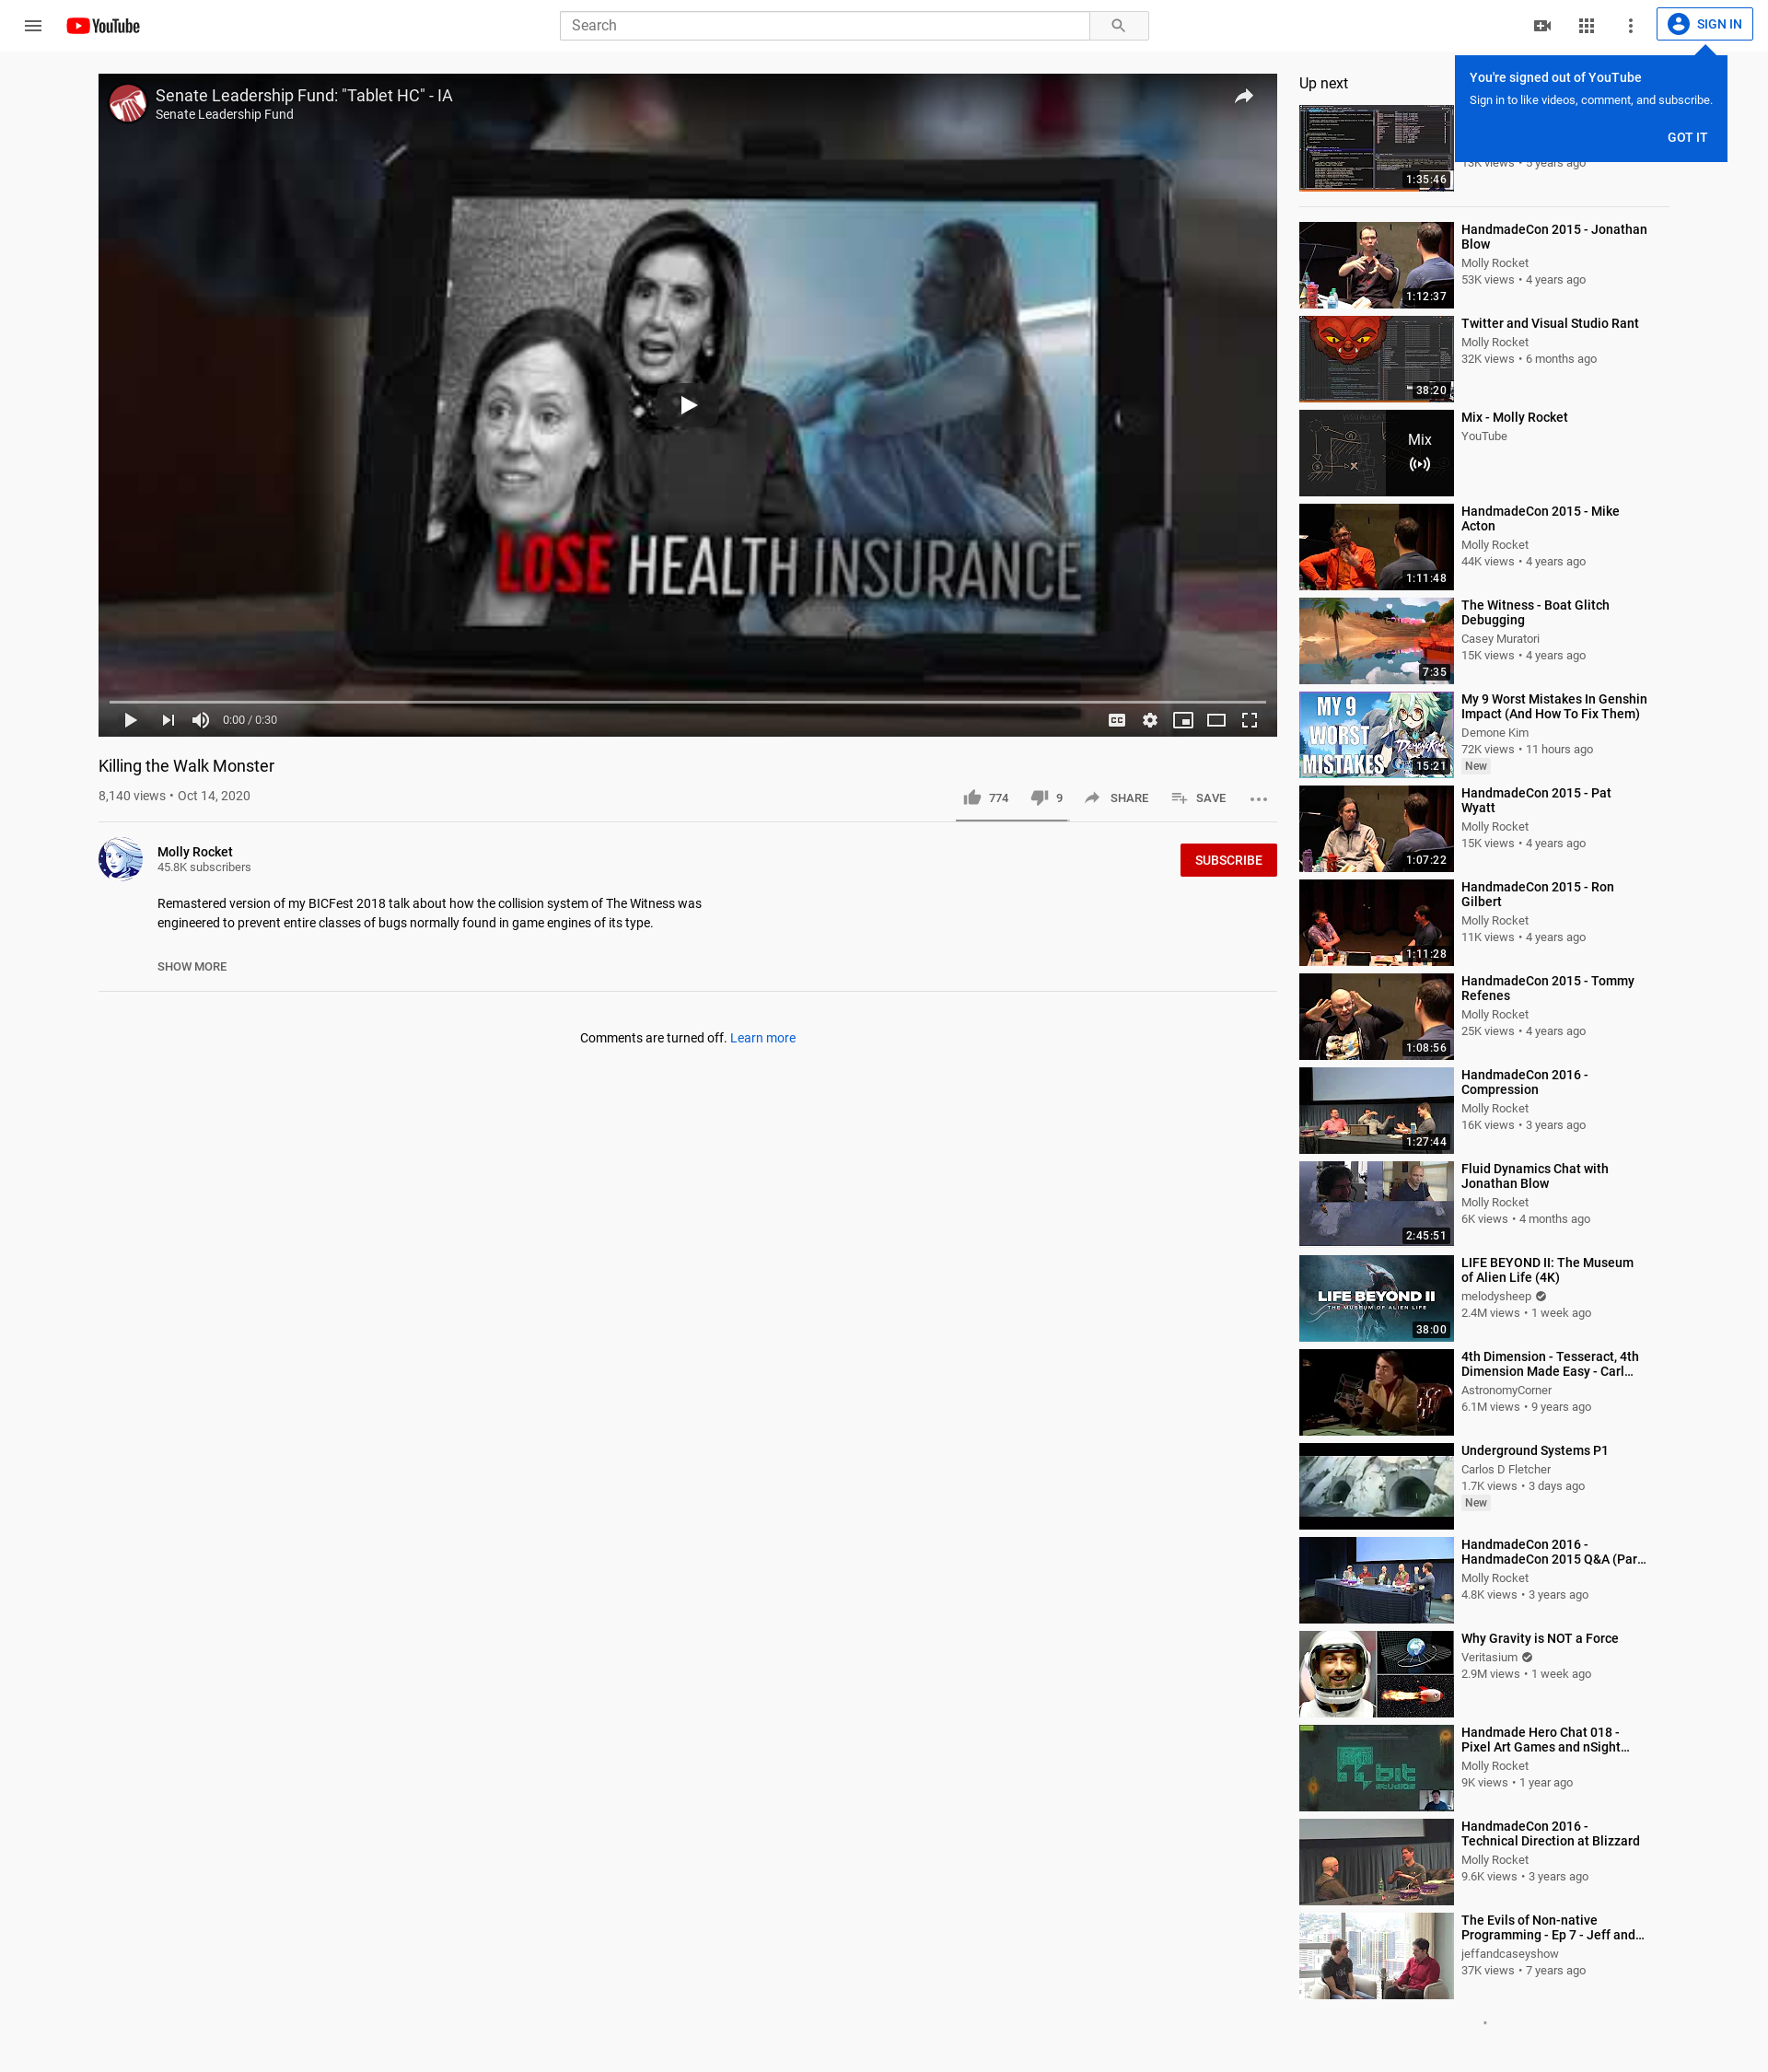 YouTube
Search
SIGN IN
You're signed out of YouTube
Sign in to like videos, comment, and subscribe.
GOT IT
Senate Leadership Fund: "Tablet HC" - IA
Senate Leadership Fund
LOSE HEALTH INSURANCE
0:00 / 0:30
CC
Killing the Walk Monster
8,140 views • Oct 14, 2020
774
9
SHARE
SAVE
Molly Rocket
45.8K subscribers
SUBSCRIBE
Remastered version of my BICFest 2018 talk about how the collision system of The Witness was
engineered to prevent entire classes of bugs normally found in game engines of its type.
SHOW MORE
Comments are turned off. Learn more
Up next
13K views • 5 years ago
1:35:46
HandmadeCon 2015 - Jonathan
Blow
Molly Rocket
53K views • 4 years ago
1:12:37
Twitter and Visual Studio Rant
Molly Rocket
32K views • 6 months ago
38:20
Mix - Molly Rocket
YouTube
Mix
HandmadeCon 2015 - Mike
Acton
Molly Rocket
44K views • 4 years ago
1:11:48
The Witness - Boat Glitch
Debugging
Casey Muratori
15K views • 4 years ago
7:35
My 9 Worst Mistakes In Genshin
Impact (And How To Fix Them)
Demone Kim
72K views • 11 hours ago
New
MY 9
WORST
MISTAKES
15:21
HandmadeCon 2015 - Pat
Wyatt
Molly Rocket
15K views • 4 years ago
1:07:22
HandmadeCon 2015 - Ron
Gilbert
Molly Rocket
11K views • 4 years ago
1:11:28
HandmadeCon 2015 - Tommy
Refenes
Molly Rocket
25K views • 4 years ago
1:08:56
HandmadeCon 2016 -
Compression
Molly Rocket
16K views • 3 years ago
1:27:44
Fluid Dynamics Chat with
Jonathan Blow
Molly Rocket
6K views • 4 months ago
2:45:51
LIFE BEYOND II: The Museum
of Alien Life (4K)
melodysheep
2.4M views • 1 week ago
LIFE BEYOND II
THE MUSEUM OF ALIEN LIFE
38:00
4th Dimension - Tesseract, 4th
Dimension Made Easy - Carl...
AstronomyCorner
6.1M views • 9 years ago
Underground Systems P1
Carlos D Fletcher
1.7K views • 3 days ago
New
HandmadeCon 2016 -
HandmadeCon 2015 Q&A (Par...
Molly Rocket
4.8K views • 3 years ago
Why Gravity is NOT a Force
Veritasium
2.9M views • 1 week ago
Handmade Hero Chat 018 -
Pixel Art Games and nSight...
Molly Rocket
9K views • 1 year ago
bit
studios
HandmadeCon 2016 -
Technical Direction at Blizzard
Molly Rocket
9.6K views • 3 years ago
The Evils of Non-native
Programming - Ep 7 - Jeff and...
jeffandcaseyshow
37K views • 7 years ago